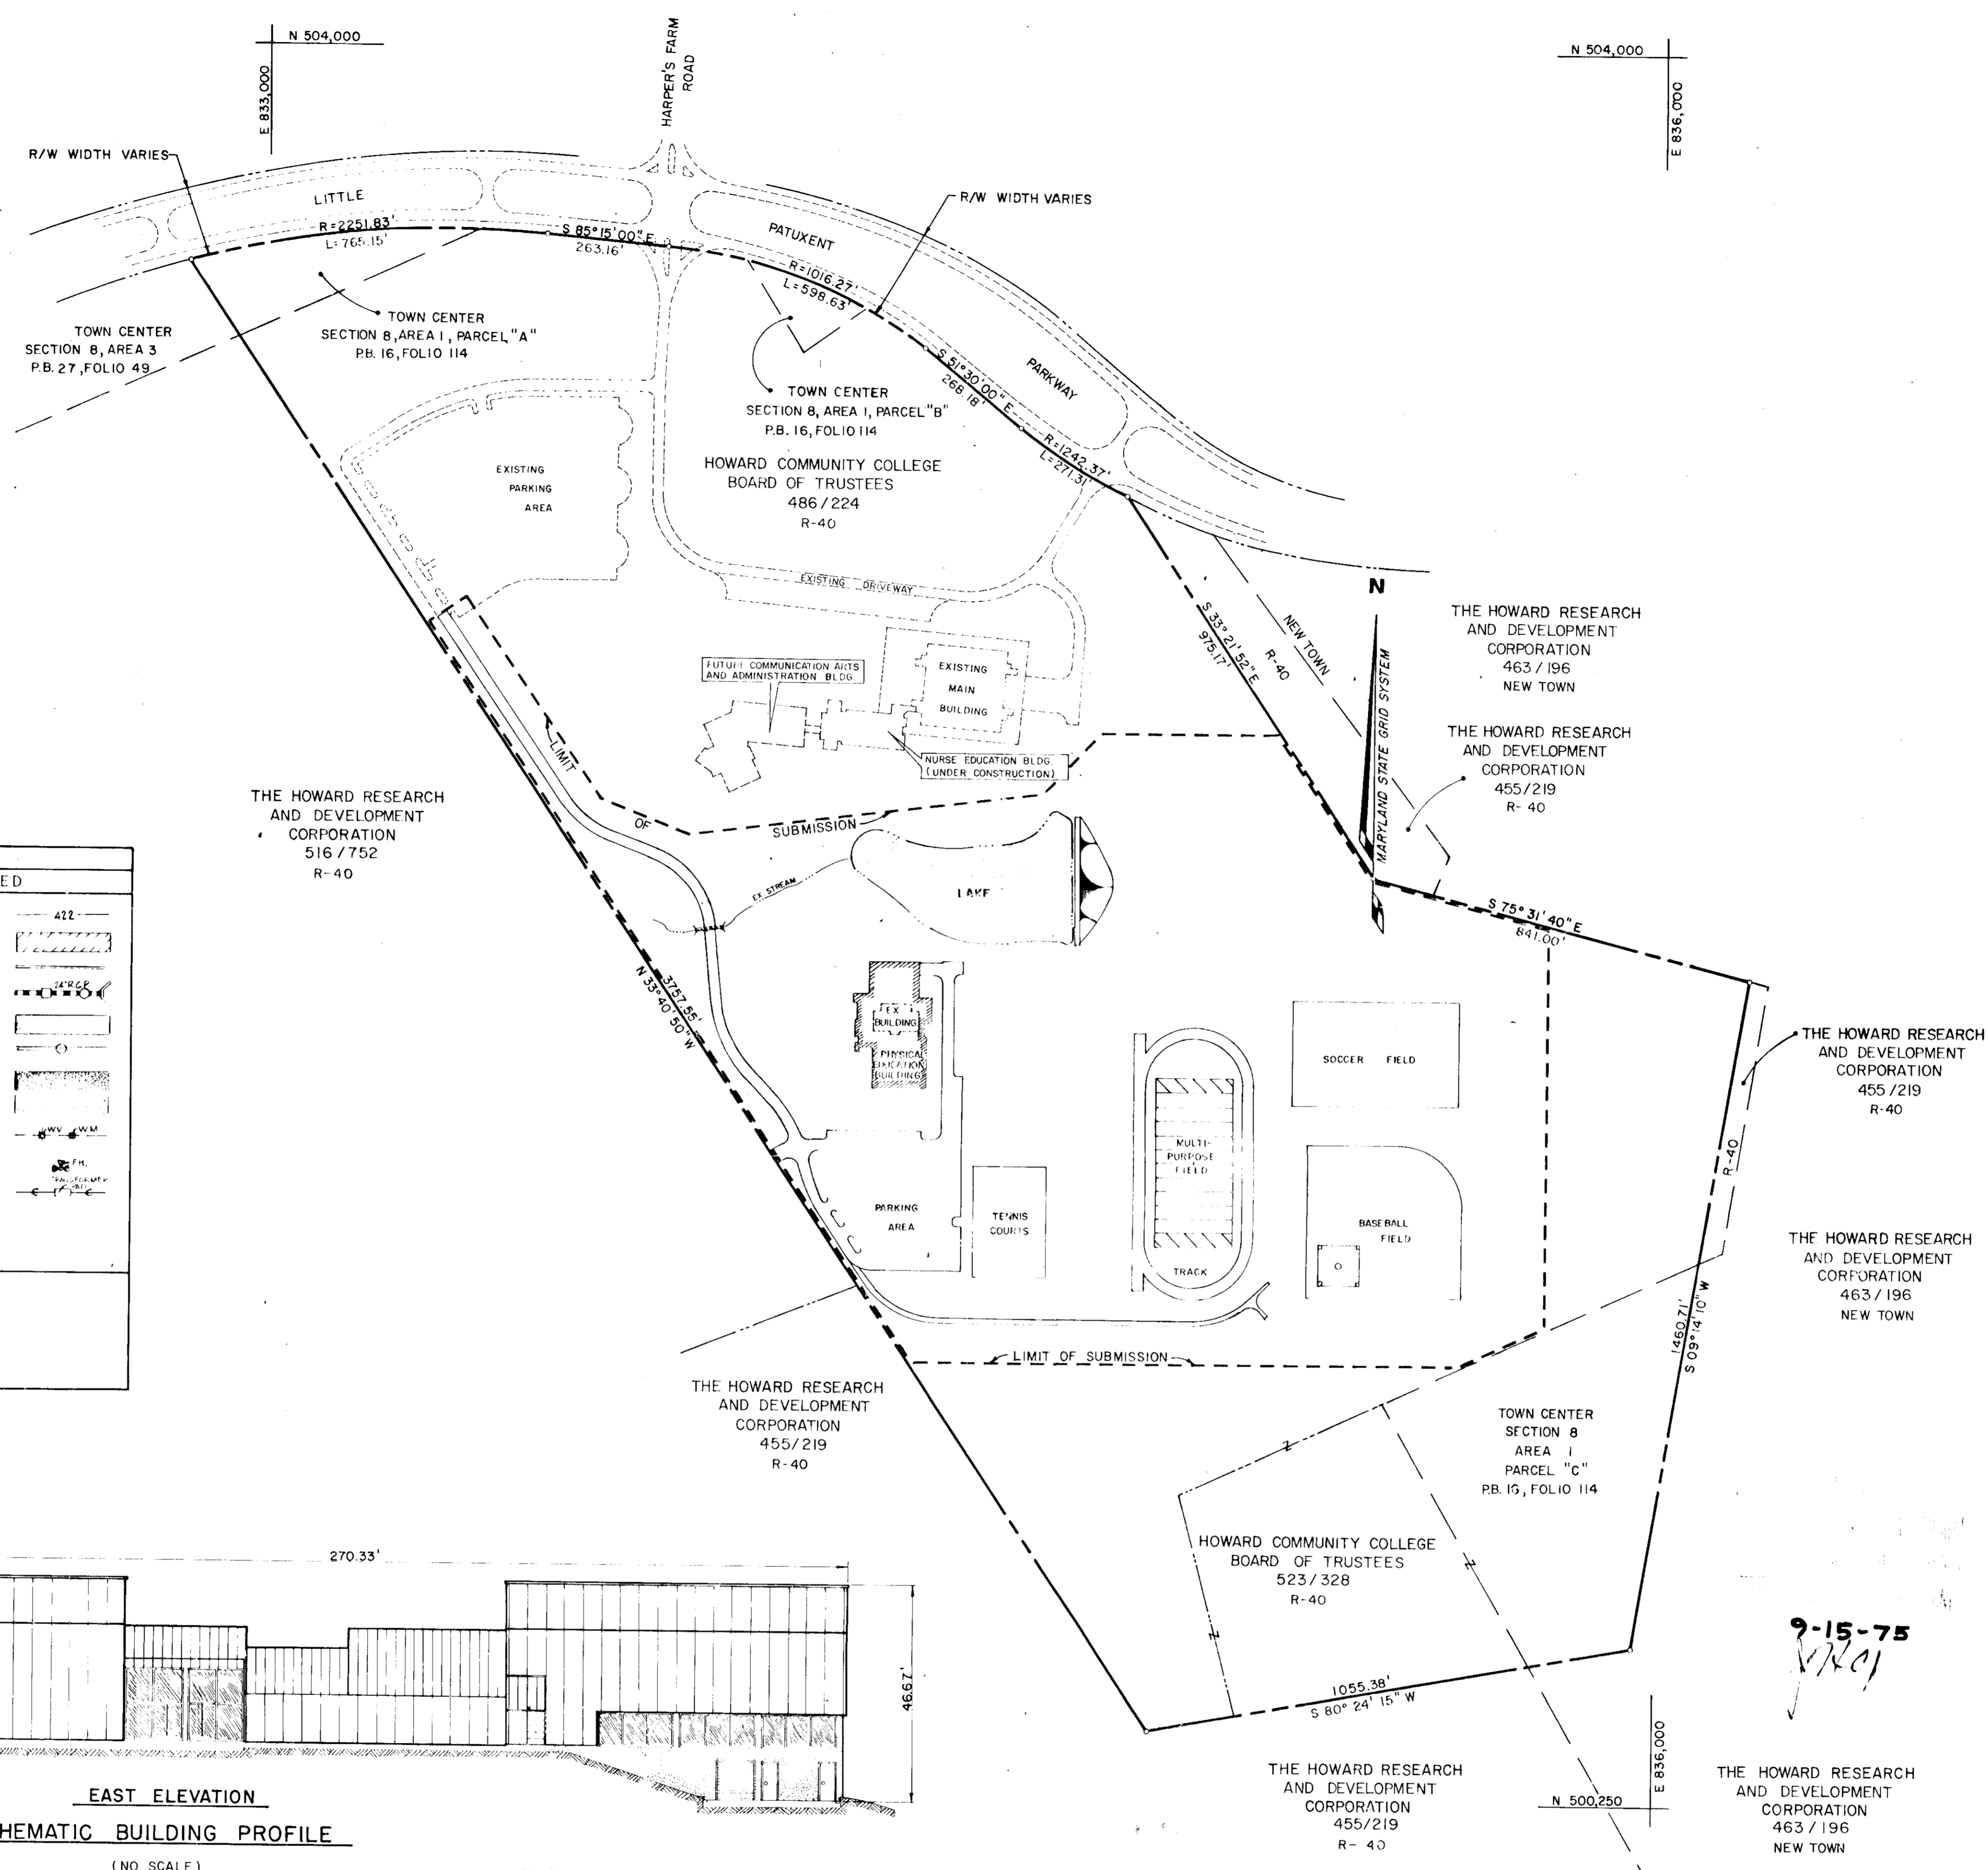 N 504,000
E 833,000
HARPER'S FARM
ROAD
N 504,000
E 836,000
R/W WIDTH VARIES
R/W WIDTH VARIES
LITTLE
PATUXENT
PARKWAY
R=2251.83'
L=765.15'
S 85°15'00" E
263.16'
R=1016.27'
L=598.63'
S 51°30'00" E
268.18'
R=1242.37'
L=271.31'
TOWN CENTER
SECTION 8, AREA 3
P.B. 27, FOLIO 49
TOWN CENTER
SECTION 8, AREA 1, PARCEL "A"
P.B. 16, FOLIO 114
TOWN CENTER
SECTION 8, AREA 1, PARCEL "B"
P.B. 16, FOLIO 114
EXISTING
PARKING
AREA
HOWARD COMMUNITY COLLEGE
BOARD OF TRUSTEES
486/224
R-40
EXISTING DRIVEWAY
S 33° 21' 52" E
975.17'
R-40
NEW TOWN
N
MARYLAND STATE GRID SYSTEM
THE HOWARD RESEARCH
AND DEVELOPMENT
CORPORATION
463/196
NEW TOWN
THE HOWARD RESEARCH
AND DEVELOPMENT
CORPORATION
455/219
R-40
FUTURE COMMUNICATION ARTS
AND ADMINISTRATION BLDG.
EXISTING
MAIN
BUILDING
NURSE EDUCATION BLDG.
(UNDER CONSTRUCTION)
LIMIT
OF
SUBMISSION
THE HOWARD RESEARCH
AND DEVELOPMENT
CORPORATION
516/752
R-40
EX. STREAM
LAKE
S 75° 31' 40" E
841.00'
ED
422
24" R.C.P.
WV WM
F.H.
TRANSFORMER
PAD
3757.55'
N 33° 40' 50" W
EX
BUILDING
PHYSICAL
EDUCATION
BUILDING
SOCCER FIELD
MULTI-
PURPOSE
FIELD
TRACK
PARKING
AREA
TENNIS
COURTS
BASEBALL
FIELD
THE HOWARD RESEARCH
AND DEVELOPMENT
CORPORATION
455/219
R-40
R-40
THE HOWARD RESEARCH
AND DEVELOPMENT
CORPORATION
463/196
NEW TOWN
1460.71'
S 09° 14' 10" W
LIMIT OF SUBMISSION
THE HOWARD RESEARCH
AND DEVELOPMENT
CORPORATION
455/219
R-40
TOWN CENTER
SECTION 8
AREA 1
PARCEL "C"
P.B. 16, FOLIO 114
HOWARD COMMUNITY COLLEGE
BOARD OF TRUSTEES
523/328
R-40
1055.38'
S 80° 24' 15" W
9-15-75
270.33'
46.67'
EAST ELEVATION
HEMATIC BUILDING PROFILE
(NO SCALE)
THE HOWARD RESEARCH
AND DEVELOPMENT
CORPORATION
455/219
R-40
N 500,250
E 836,000
THE HOWARD RESEARCH
AND DEVELOPMENT
CORPORATION
463/196
NEW TOWN